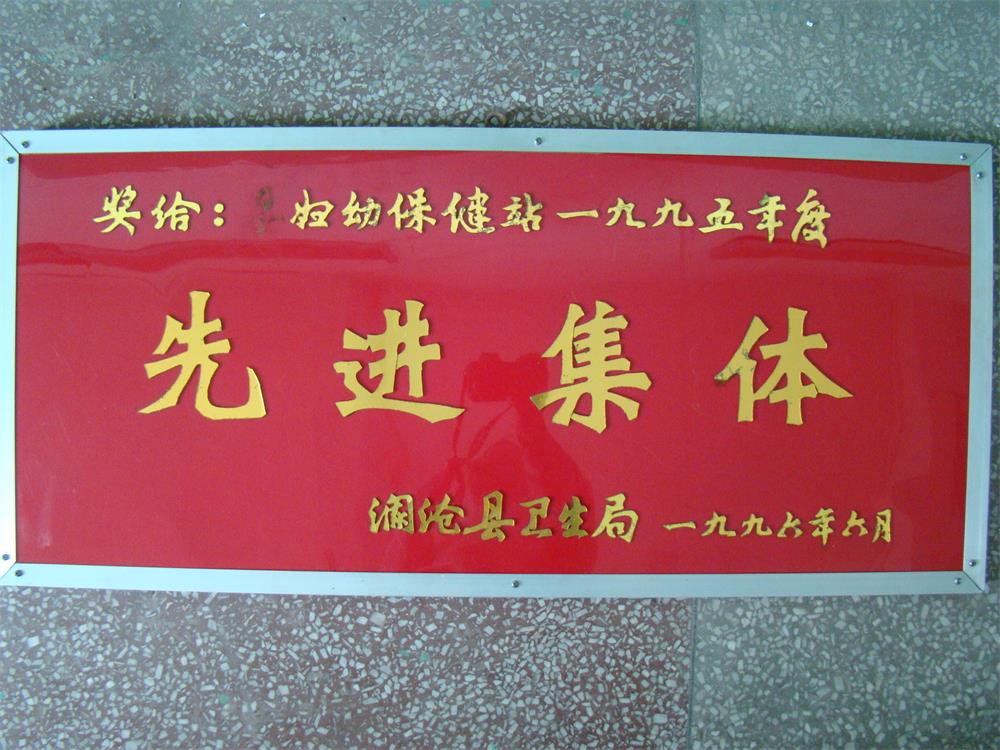 奖给：妇幼保健站一九九五年度
先进集体
澜沧县卫生局 一九九六年六月